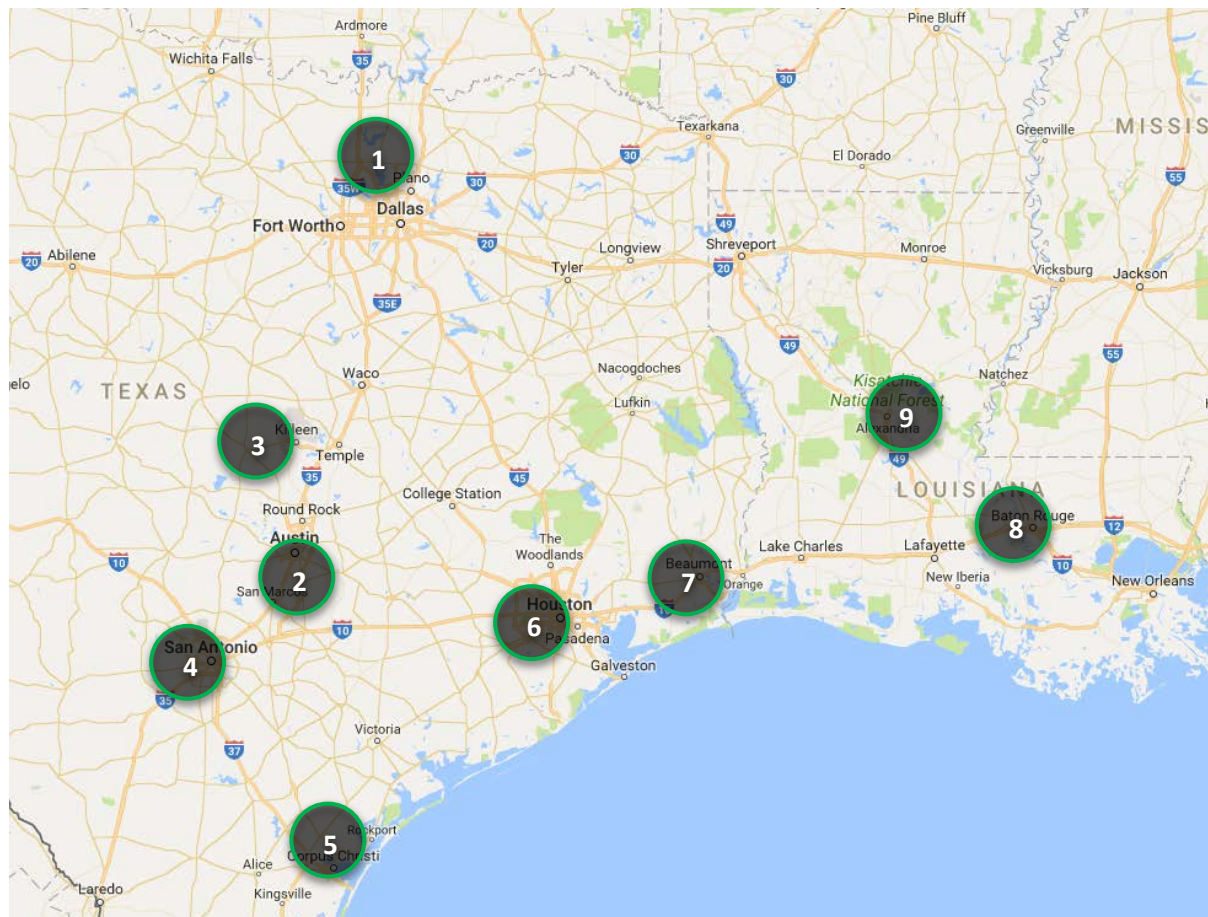 Pine Bluff
Ardmore
35
Wichita Falls
30
Texarkana
Greenville
MISSIS
1
El Dorado
30
55
35W
Plano
30
Fort Worth
Dallas
49
20
Longview
Shreveport
Monroe
20
Abilene
20
Tyler
Vicksburg
Jackson
35E
49
55
Nacogdoches
Natchez
elo
TEXAS
Waco
Kisatchie
National Forest
Lufkin
9
Alexandria
3
Killeen
Temple
49
35
45
College Station
LOUISIANA
Round Rock
Baton Rouge
8
12
Austin
The
Woodlands
Lake Charles
Lafayette
10
10
2
Beaumont
7
Orange
New Iberia
New Orleans
San Marcos
Houston
10
6
10
Pasadena
San Antonio
4
Galveston
35
Victoria
37
5
Rockport
Corpus Christi
Alice
Laredo
Kingsville